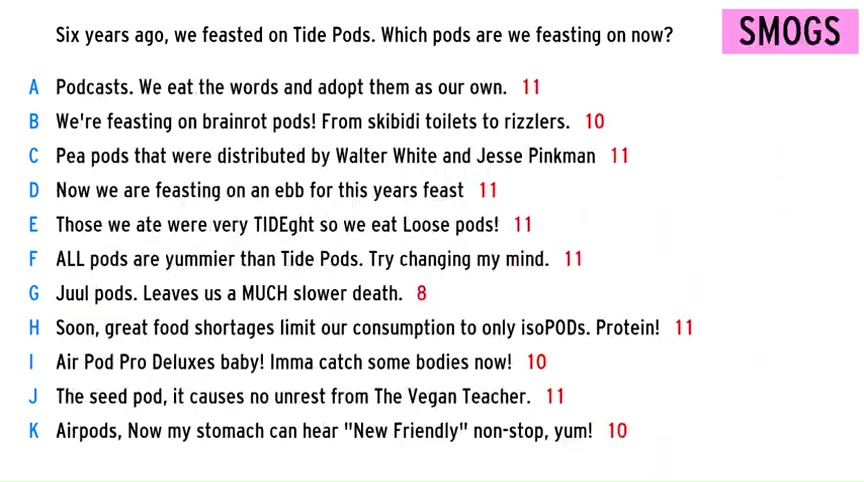 Six years ago, we feasted on Tide Pods. Which pods are we feasting on now?
SMOGS
A Podcasts. We eat the words and adopt them as our own. 11
B We're feasting on brainrot pods! From skibidi toilets to rizzlers. 10
C Pea pods that were distributed by Walter White and Jesse Pinkman 11
D Now we are feasting on an ebb for this years feast 11
E Those we ate were very TIDEght so we eat Loose pods! 11
F ALL pods are yummier than Tide Pods. Try changing my mind. 11
G Juul pods. Leaves us a MUCH slower death. 8
H Soon, great food shortages limit our consumption to only isoPODs. Protein! 11
I Air Pod Pro Deluxes baby! Imma catch some bodies now! 10
J The seed pod, it causes no unrest from The Vegan Teacher. 11
K Airpods, Now my stomach can hear "New Friendly" non-stop, yum! 10